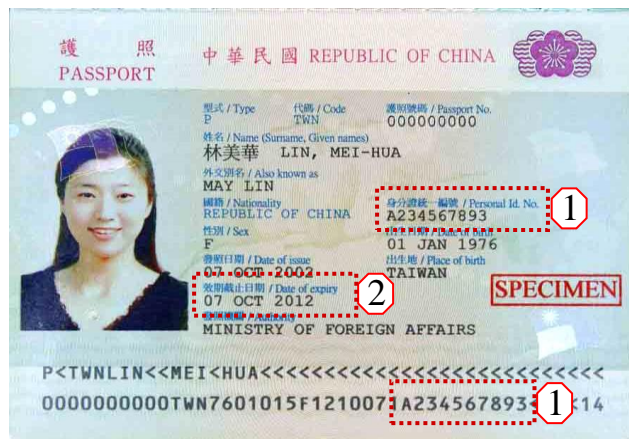 護 照 中華民國 REPUBLIC OF CHINA
PASSPORT
型式 / Type 代碼 / Code 護照號碼 / Passport No.
P TWN 000000000
姓名 / Name (Surname, Given names)
林美華 LIN, MEI-HUA
外文別名 / Also known as
MAY LIN
國籍 / Nationality 身分證統一編號 / Personal Id. No.
REPUBLIC OF CHINA A234567893 1
性別 / Sex 出生日期 / Date of birth
F 01 JAN 1976
發照日期 / Date of issue 出生地 / Place of birth
07 OCT 2002 TAIWAN
效期截止日期 / Date of expiry 2
07 OCT 2012 SPECIMEN
Authority
MINISTRY OF FOREIGN AFFAIRS
P<TWNLIN<<MEI<HUA<<<<<<<<<<<<<<<<<<<<<<<<<<<
0000000000TWN7601015F1210071A234567893< 1 <14